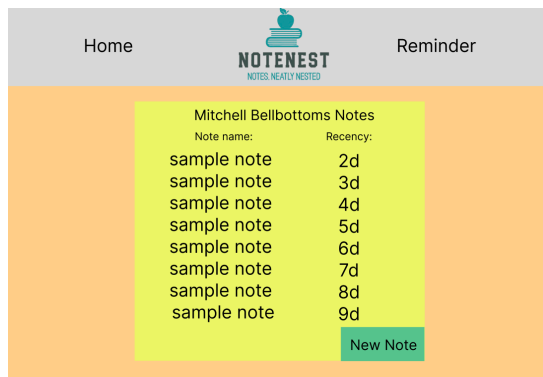 Home
NOTENEST
NOTES, NEATLY NESTED
Reminder
Mitchell Bellbottoms Notes
Note name: Recency:
sample note 2d
sample note 3d
sample note 4d
sample note 5d
sample note 6d
sample note 7d
sample note 8d
sample note 9d
New Note